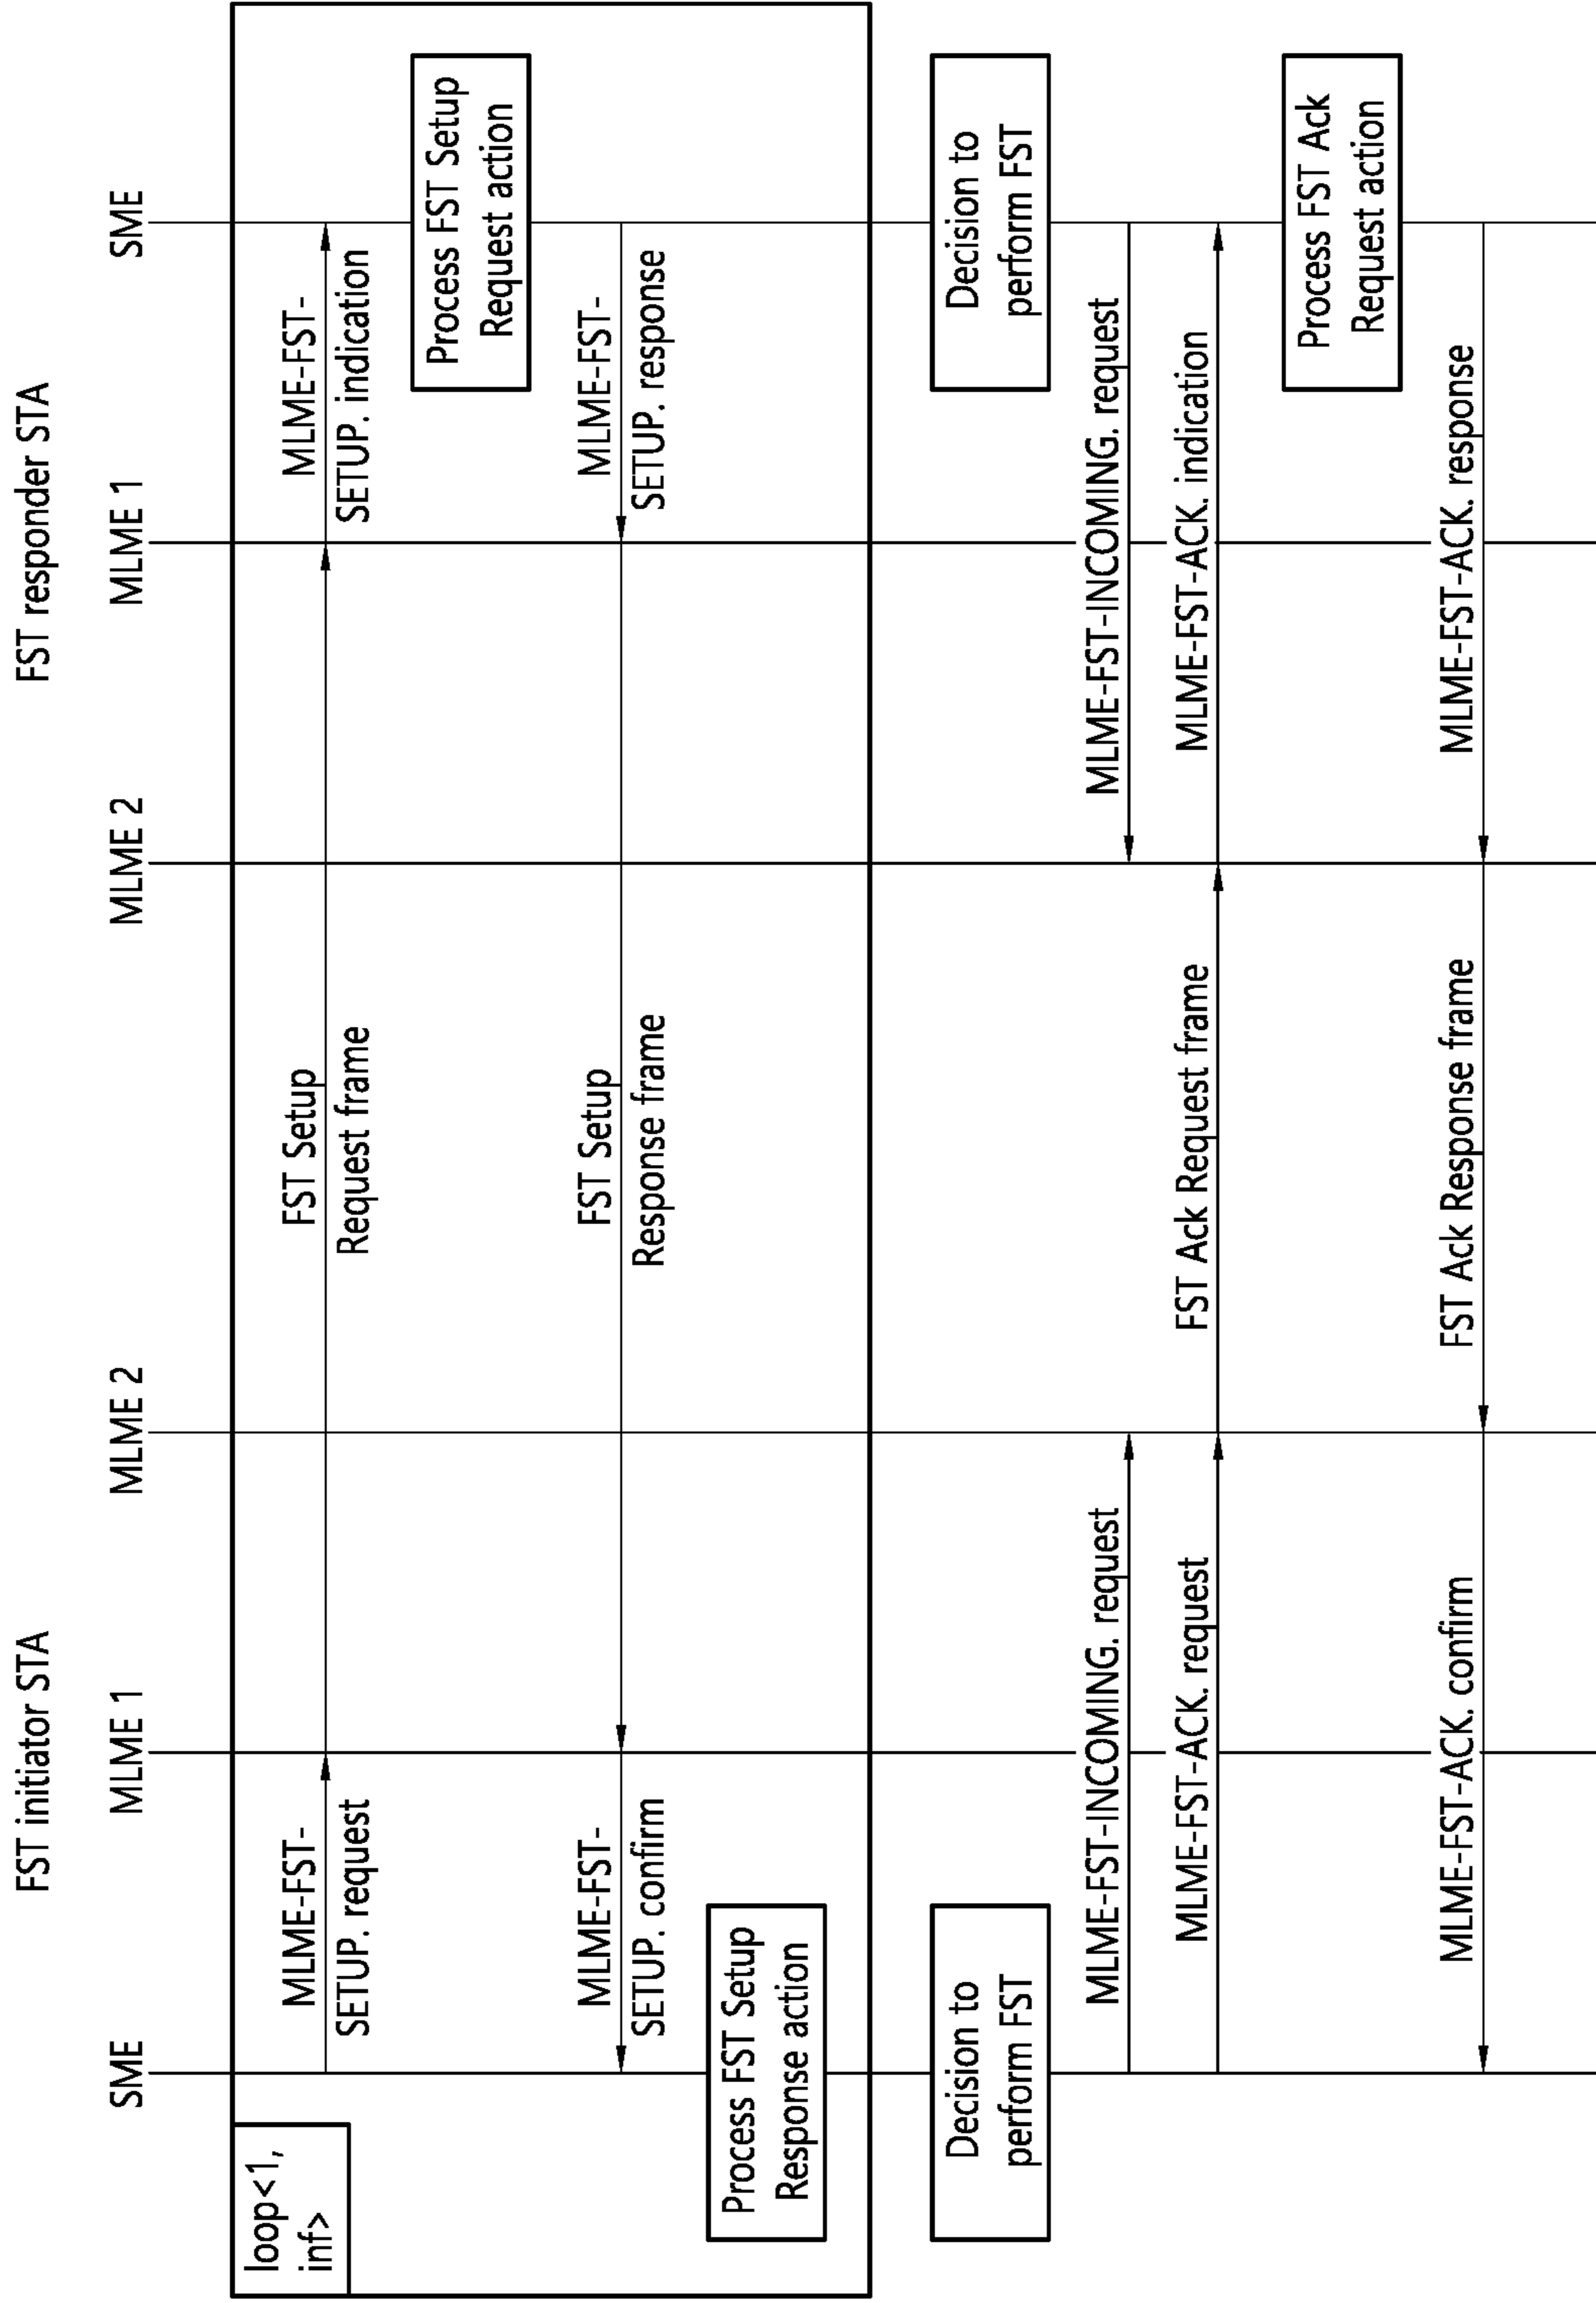 FST initiator STA
FST responder STA
SME
MLME 1
MLME 2
MLME 2
MLME 1
SME
loop<1,
inf>
MLME-FST-
SETUP. request
FST Setup
Request frame
MLME-FST-
SETUP. indication
Process FST Setup
Request action
MLME-FST-
SETUP. confirm
FST Setup
Response frame
MLME-FST-
SETUP. response
Process FST Setup
Response action
Decision to
perform FST
Decision to
perform FST
MLME-FST-INCOMING. request
MLME-FST-INCOMING. request
MLME-FST-ACK. request
FST Ack Request frame
MLME-FST-ACK. indication
Process FST Ack
Request action
MLME-FST-ACK. confirm
FST Ack Response frame
MLME-FST-ACK. response